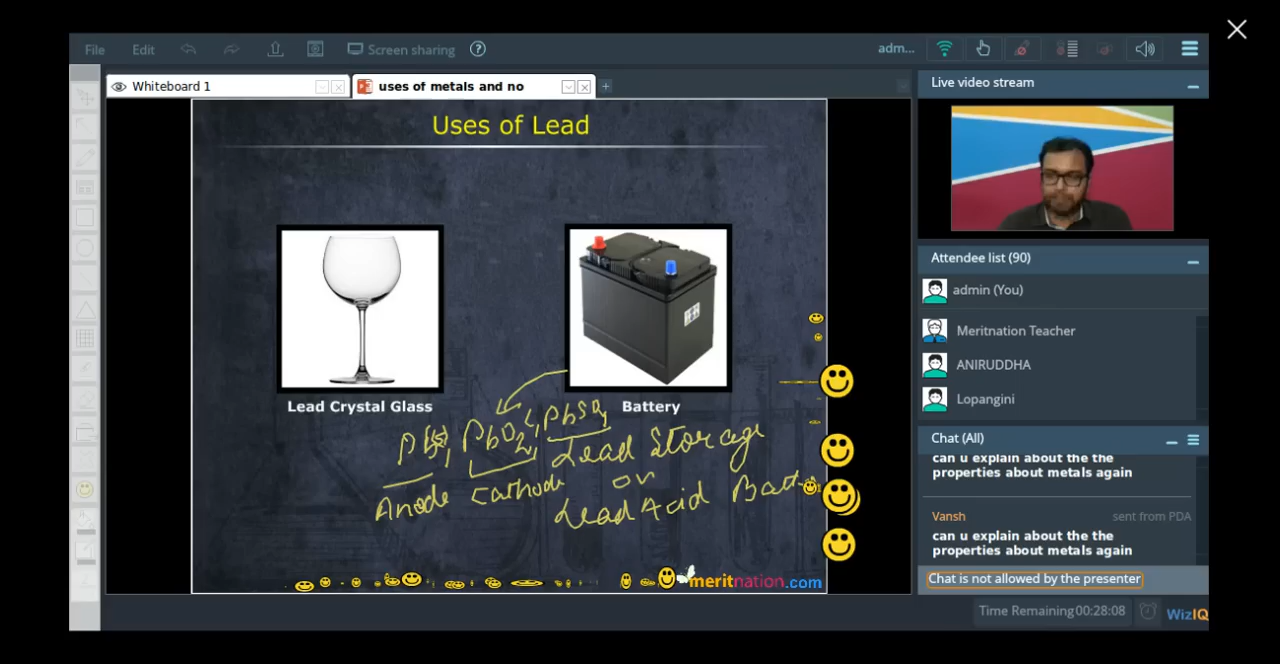 File Edit Screen sharing ? adm...
Whiteboard 1
uses of metals and no
Uses of Lead
Lead Crystal Glass
Battery
Pb, PbO2, PbSO4
Anode Cathode
Lead Storage
or
Lead Acid
meritnation.com
Live video stream
Attendee list (90)
admin (You)
Meritnation Teacher
ANIRUDDHA
Lopangini
Chat (All)
can u explain about the the
properties about metals again
Vansh sent from PDA
can u explain about the the
properties about metals again
Chat is not allowed by the presenter
Time Remaining 00:28:08
WizIQ